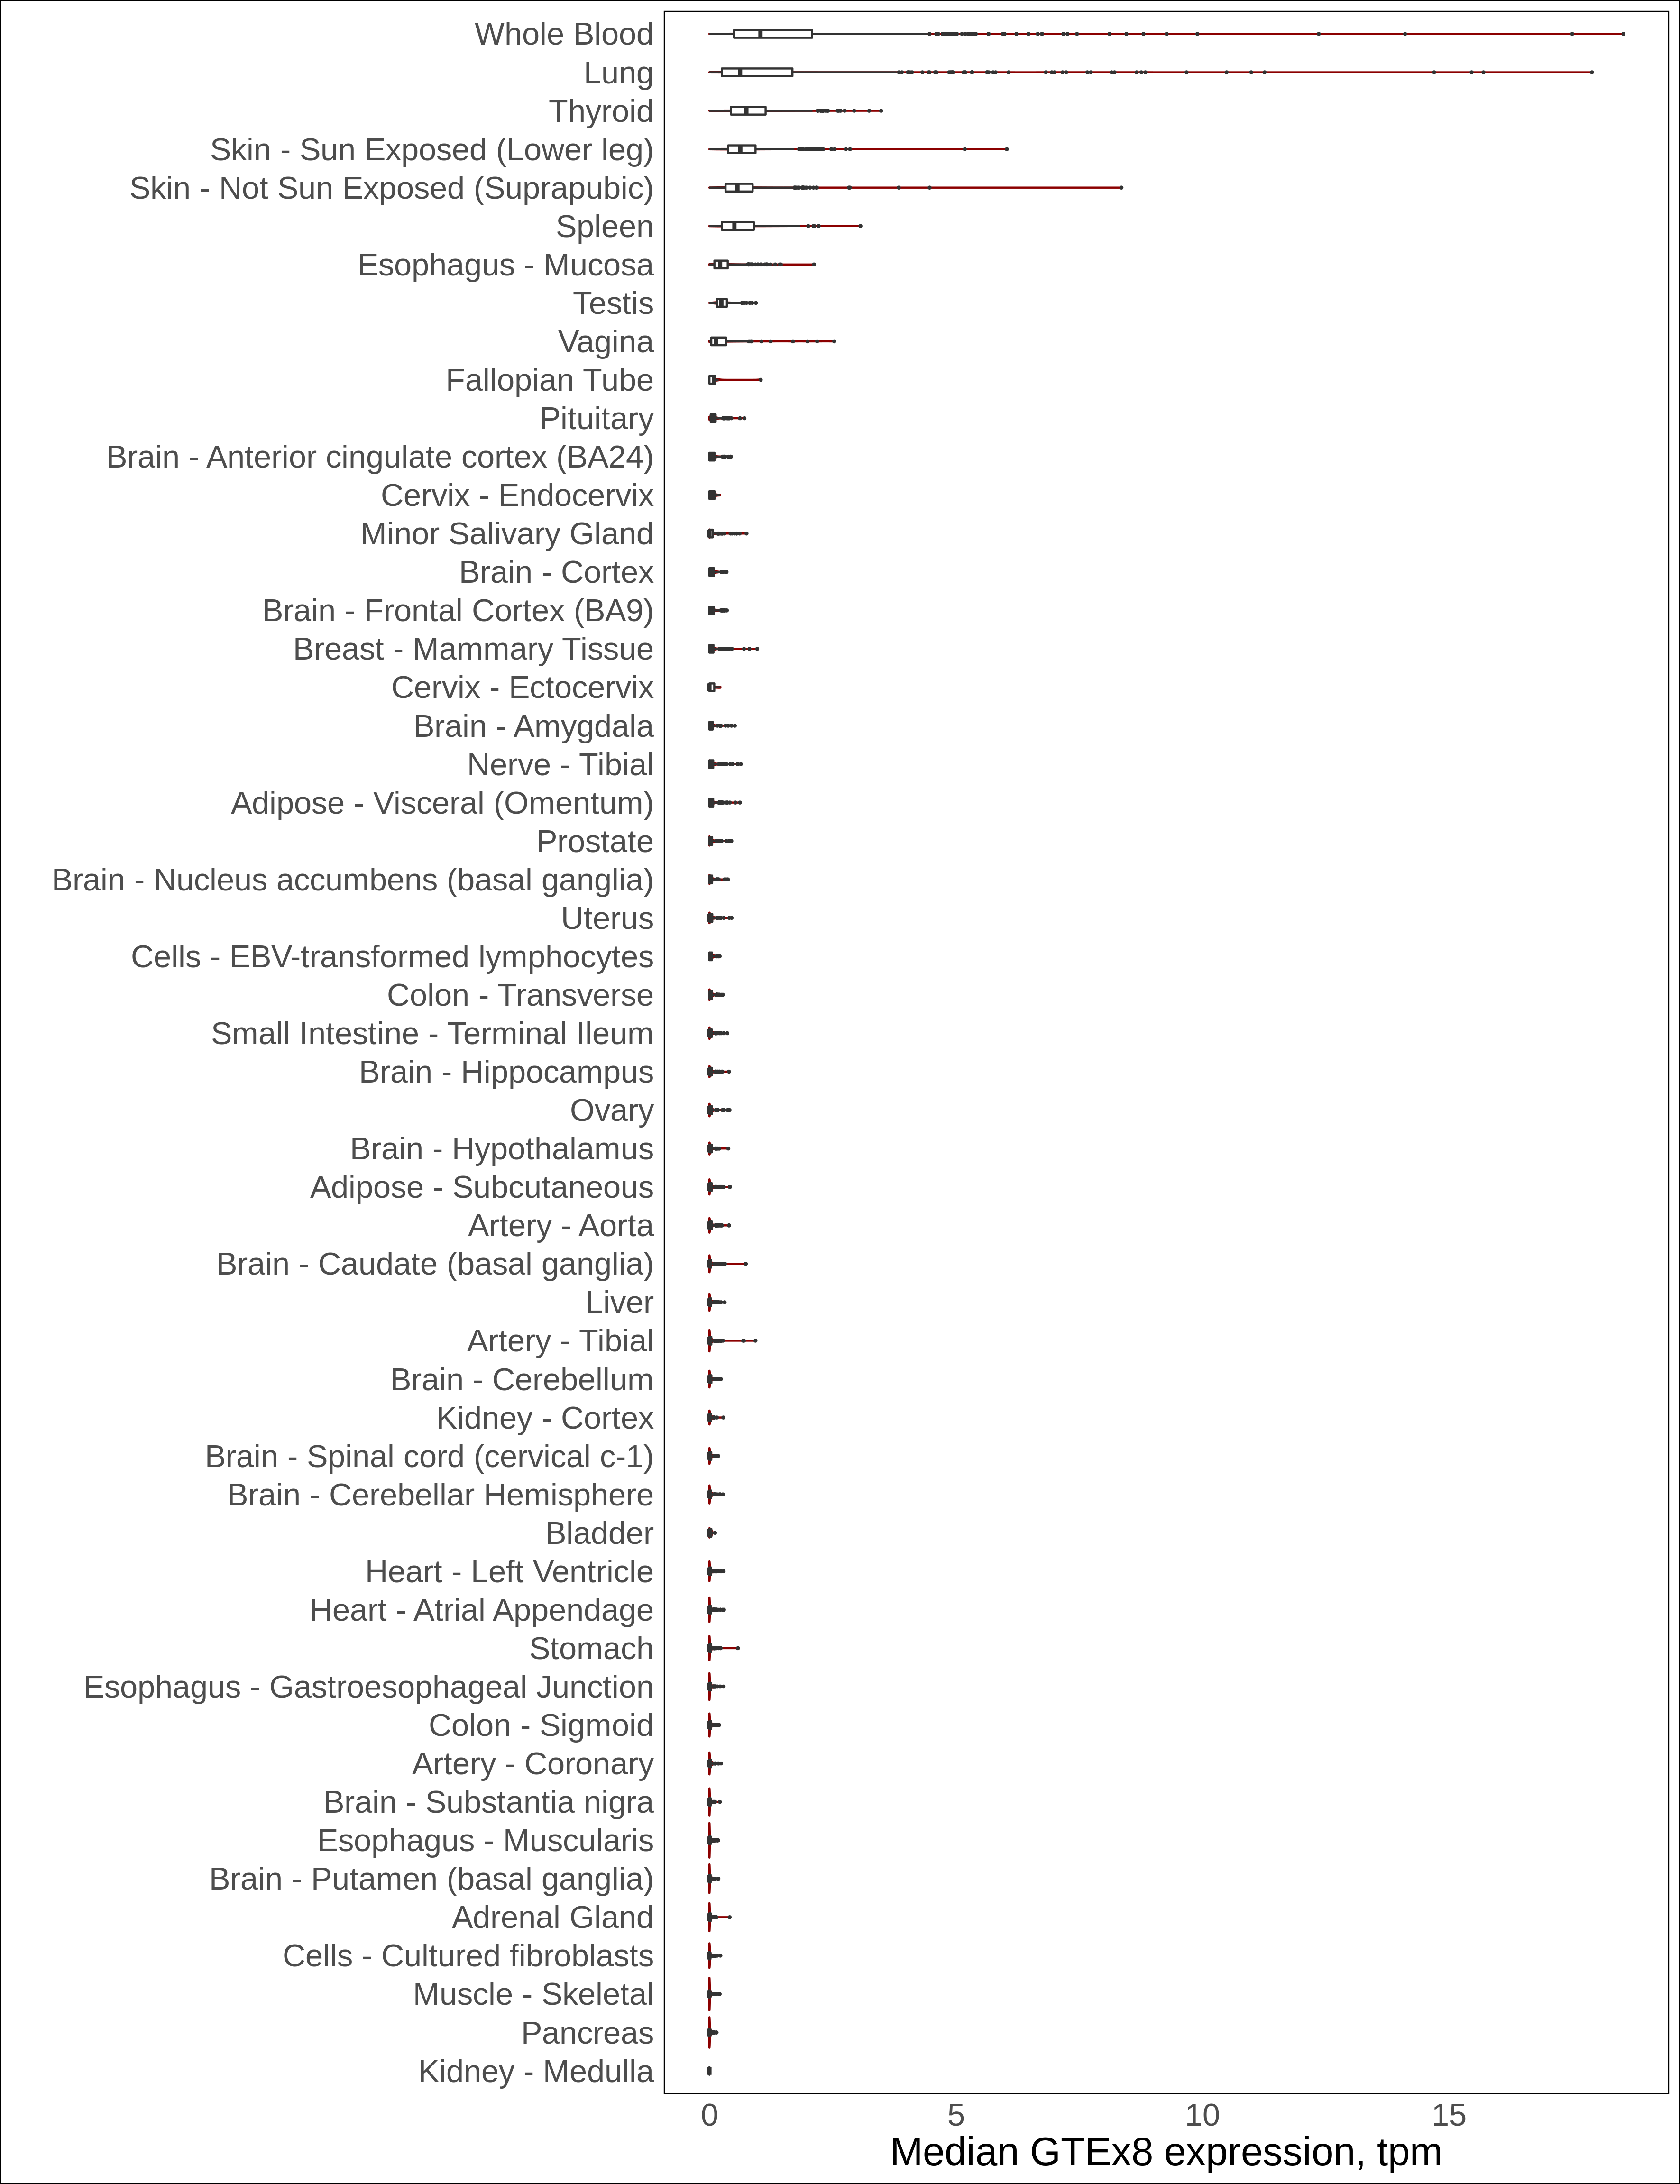 Whole Blood
Lung
Thyroid
Skin - Sun Exposed (Lower leg)
Skin - Not Sun Exposed (Suprapubic)
Spleen
Esophagus - Mucosa
Testis
Vagina
Fallopian Tube
Pituitary
Brain - Anterior cingulate cortex (BA24)
Cervix - Endocervix
Minor Salivary Gland
Brain - Cortex
Brain - Frontal Cortex (BA9)
Breast - Mammary Tissue
Cervix - Ectocervix
Brain - Amygdala
Nerve - Tibial
Adipose - Visceral (Omentum)
Prostate
Brain - Nucleus accumbens (basal ganglia)
Uterus
Cells - EBV-transformed lymphocytes
Colon - Transverse
Small Intestine - Terminal Ileum
Brain - Hippocampus
Ovary
Brain - Hypothalamus
Adipose - Subcutaneous
Artery - Aorta
Brain - Caudate (basal ganglia)
Liver
Artery - Tibial
Brain - Cerebellum
Kidney - Cortex
Brain - Spinal cord (cervical c-1)
Brain - Cerebellar Hemisphere
Bladder
Heart - Left Ventricle
Heart - Atrial Appendage
Stomach
Esophagus - Gastroesophageal Junction
Colon - Sigmoid
Artery - Coronary
Brain - Substantia nigra
Esophagus - Muscularis
Brain - Putamen (basal ganglia)
Adrenal Gland
Cells - Cultured fibroblasts
Muscle - Skeletal
Pancreas
Kidney - Medulla
0 5 10 15
Median GTEx8 expression, tpm